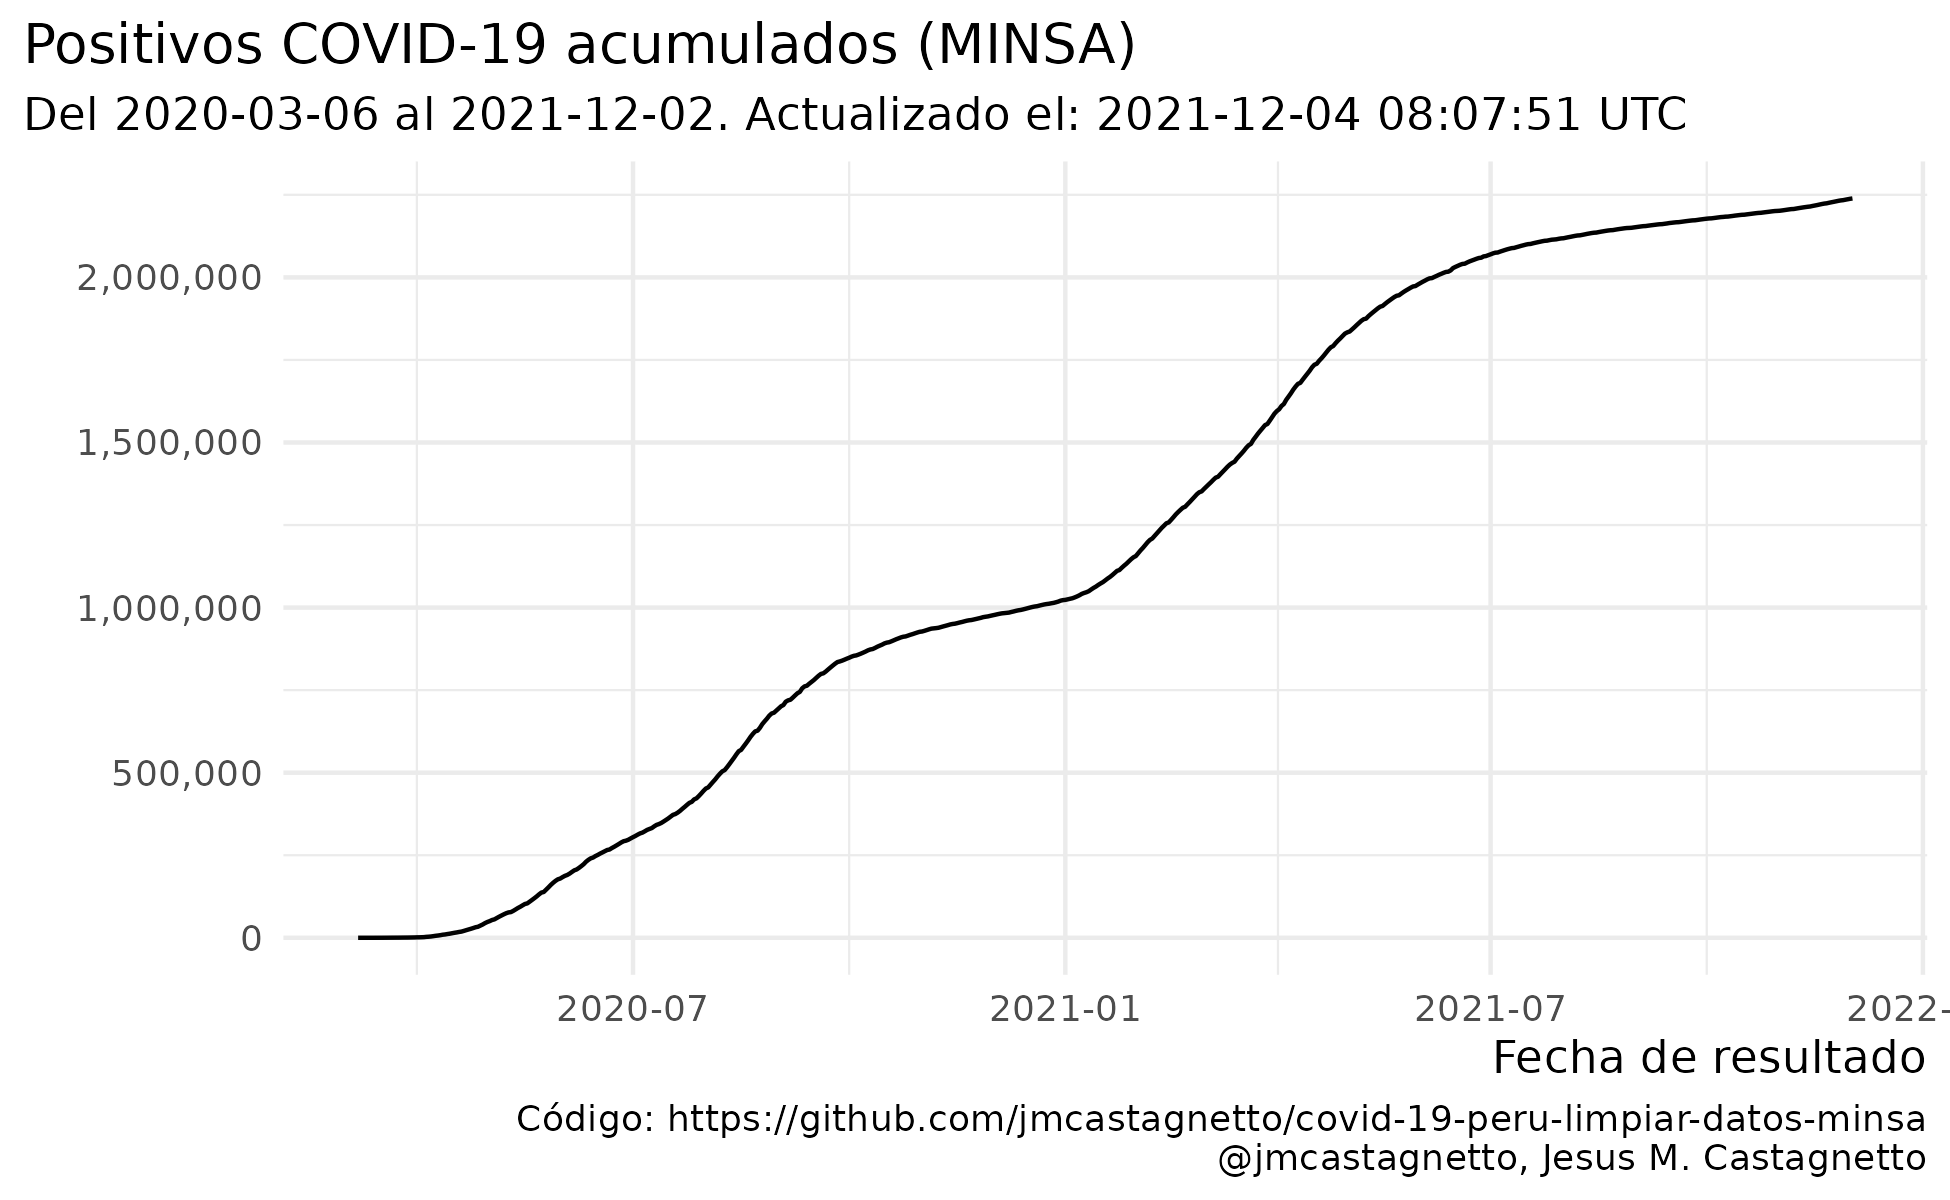 Positivos COVID-19 acumulados (MINSA)
Del 2020-03-06 al 2021-12-02. Actualizado el: 2021-12-04 08:07:51 UTC
2,000,000
1,500,000
1,000,000
500,000
0
2020-07 2021-01 2021-07 2022-
Fecha de resultado
Código: https://github.com/jmcastagnetto/covid-19-peru-limpiar-datos-minsa
@jmcastagnetto, Jesus M. Castagnetto